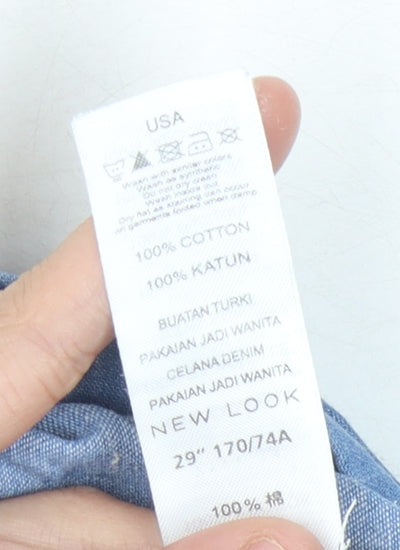 USA
Wash with similar colors
Wash as synthetic
Do not dry clean
Wash inside out
Dry flat as staining can occur
on garments folded when damp
100% COTTON
100% KATUN
BUATAN TURKI
PAKAIAN JADI WANITA
CELANA DENIM
PAKAIAN JADI WANITA
NEW LOOK
29" 170/74A
100% 棉